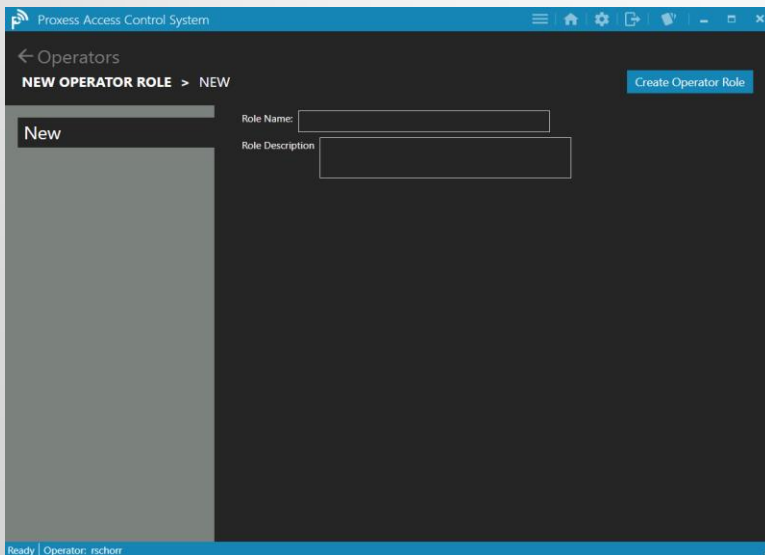 Proxess Access Control System
Operators
NEW OPERATOR ROLE > NEW
Create Operator Role
New
Role Name:
Role Description
Ready Operator: rschorr